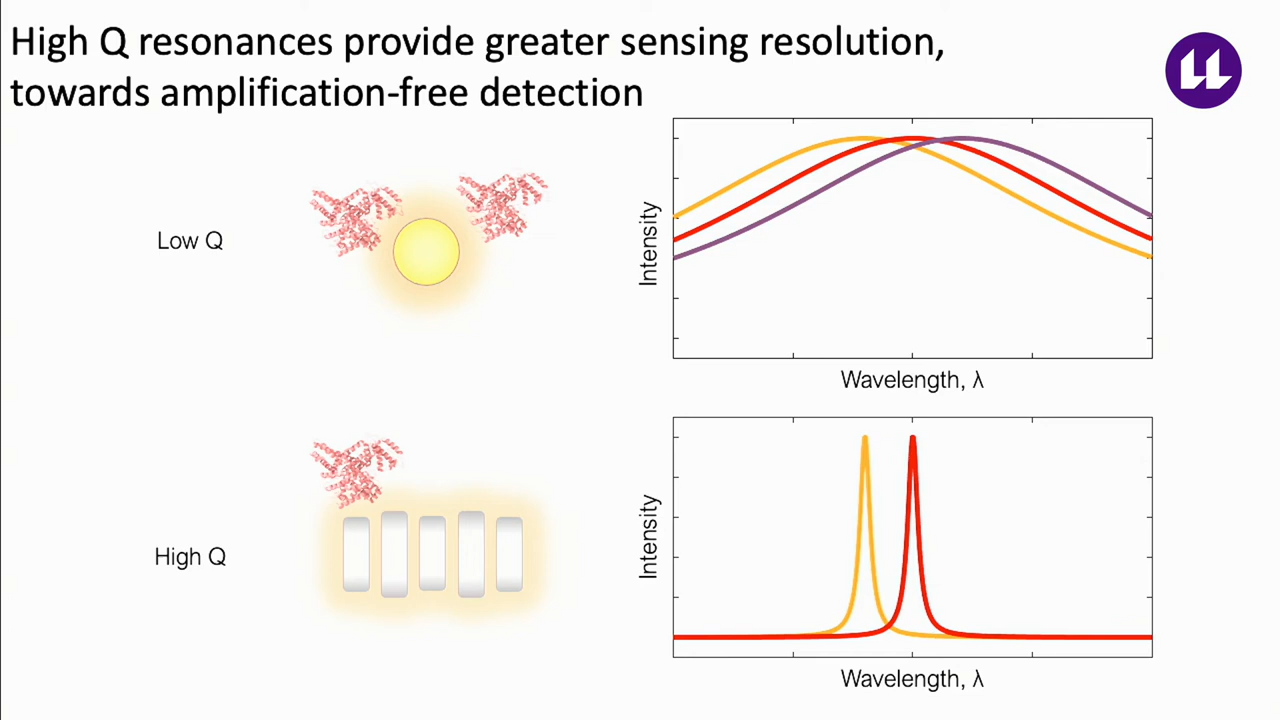 High Q resonances provide greater sensing resolution,
towards amplification-free detection
Low Q
Intensity
Wavelength, λ
High Q
Intensity
Wavelength, λ